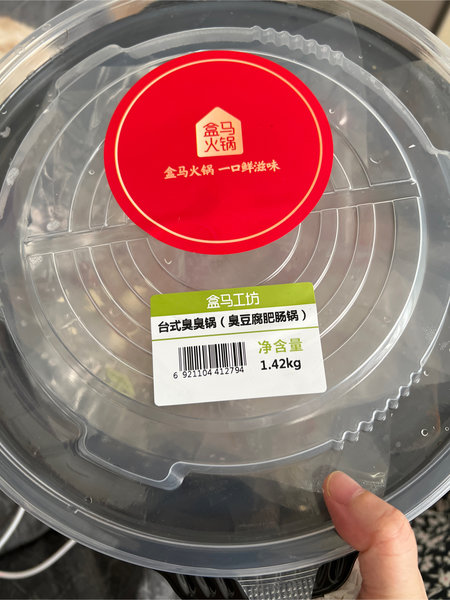 盒马
火锅
盒马火锅 一口鲜滋味
盒马工坊
台式臭臭锅（臭豆腐肥肠锅）
净含量
1.42kg
6 921104 412794